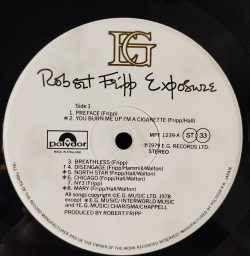 EG
Robert Fripp Exposure
Side 1
1. PREFACE (Fripp)
*2. YOU BURN ME UP I'M A CIGARETTE (Fripp/Hall)
polydor
MADE IN ENGLAND
MPF 1239 A
ST 33
℗1979 E.G. RECORDS LTD.
STEREO
3. BREATHLESS (Fripp)
4. DISENGAGE (Fripp/Hammill/Walton)
*5. NORTH STAR (Fripp/Hall/Walton)
*6. CHICAGO (Fripp/Hall/Walton)
7. NY3 (Fripp)
*8. MARY (Fripp/Hall/Walton)
All songs copyright ©E.G. MUSIC LTD. 1978
except *E.G. MUSIC/INTERWORLD MUSIC
and †E.G. MUSIC/CHARISMA/CHAPPELL
PRODUCED BY ROBERT FRIPP